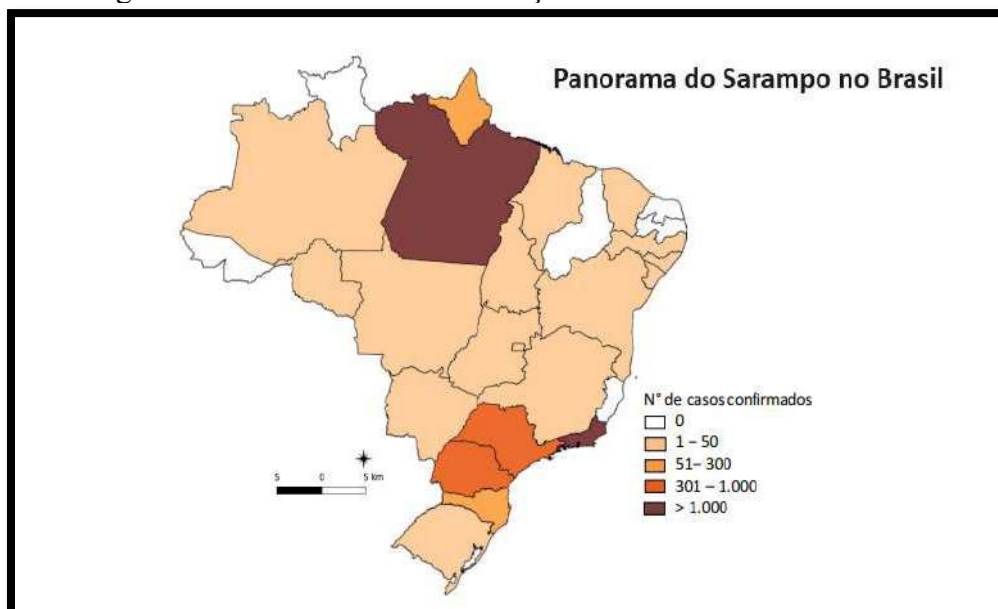 Panorama do Sarampo no Brasil
N° de casos confirmados
0
1 – 50
51– 300
301 – 1.000
> 1.000
5 0 5 km